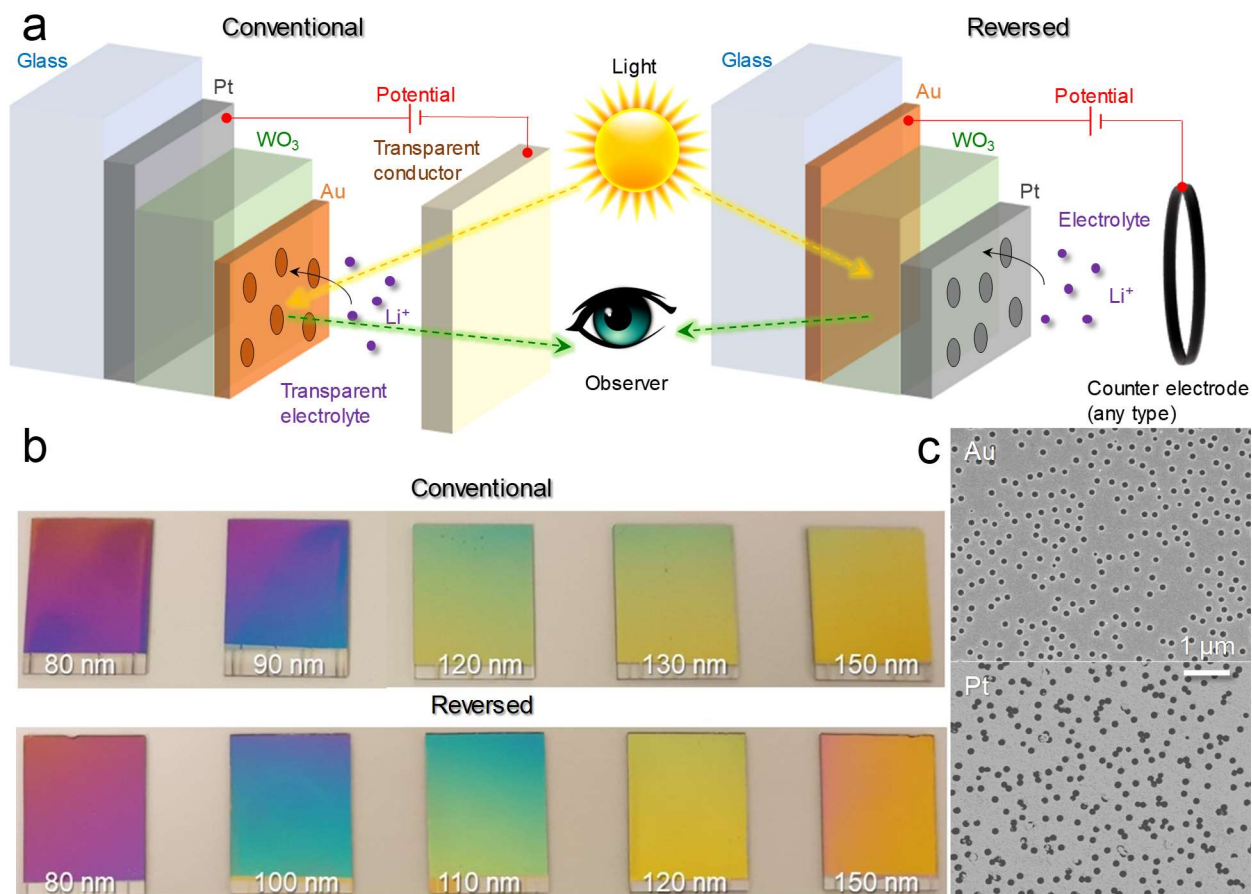 a
Conventional
Reversed
Glass
Pt
WO₃
Au
Potential
Transparent
conductor
Li⁺
Transparent
electrolyte
Light
Observer
Glass
Au
WO₃
Pt
Potential
Electrolyte
Li⁺
Counter electrode
(any type)
b
Conventional
80 nm
90 nm
120 nm
130 nm
150 nm
Reversed
80 nm
100 nm
110 nm
120 nm
150 nm
c
Au
1 µm
Pt